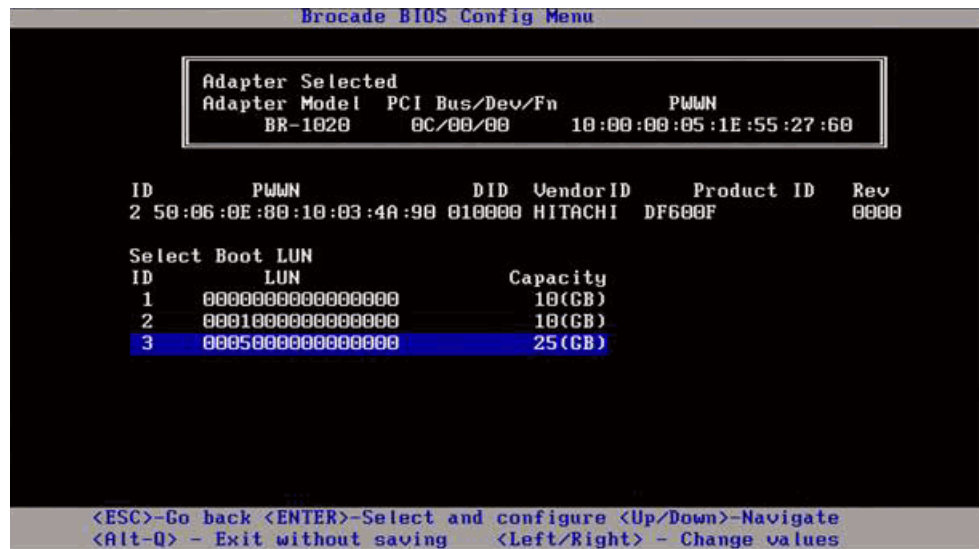 Brocade BIOS Config Menu
Adapter Selected
Adapter Model PCI Bus/Dev/Fn PWWN
BR-1020 0C/00/00 10:00:00:05:1E:55:27:60
ID PWWN DID VendorID Product ID Rev
2 50:06:0E:80:10:03:4A:90 010000 HITACHI DF600F 0000
Select Boot LUN
ID LUN Capacity
1 0000000000000000 10(GB)
2 0001000000000000 10(GB)
3 0005000000000000 25(GB)
<ESC>-Go back <ENTER>-Select and configure <Up/Down>-Navigate
<Alt-Q> - Exit without saving <Left/Right> - Change values